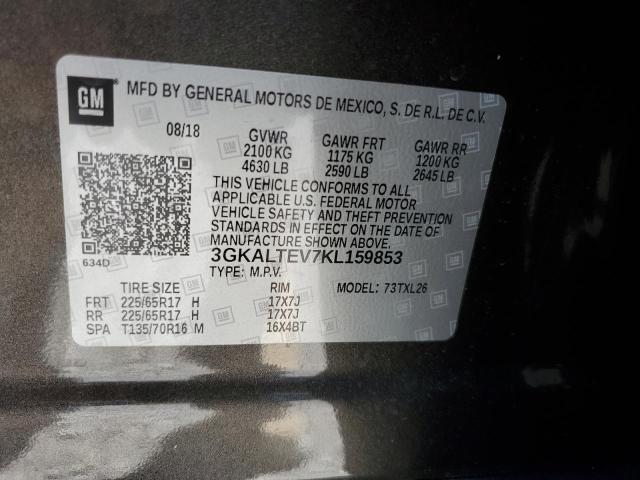 GM
MFD BY GENERAL MOTORS DE MEXICO, S. DE R.L. DE C.V.
08/18 GVWR GAWR FRT GAWR RR
2100 KG 1175 KG 1200 KG
4630 LB 2590 LB 2645 LB
THIS VEHICLE CONFORMS TO ALL
APPLICABLE U.S. FEDERAL MOTOR
VEHICLE SAFETY AND THEFT PREVENTION
STANDARDS IN EFFECT ON THE DATE OF
MANUFACTURE SHOWN ABOVE.
634D 3GKALTEV7KL159853
TYPE: M.P.V.
TIRE SIZE RIM MODEL: 73TXL26
FRT 225/65R17 H 17X7J
RR 225/65R17 H 17X7J
SPA T135/70R16 M 16X4BT